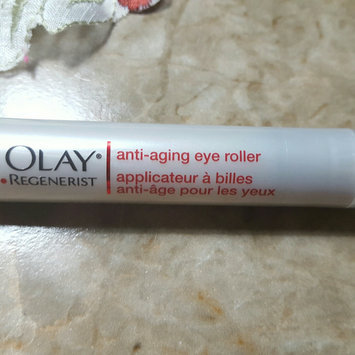 OLAY®
REGENERIST
anti-aging eye roller
applicateur à billes
anti-âge pour les yeux